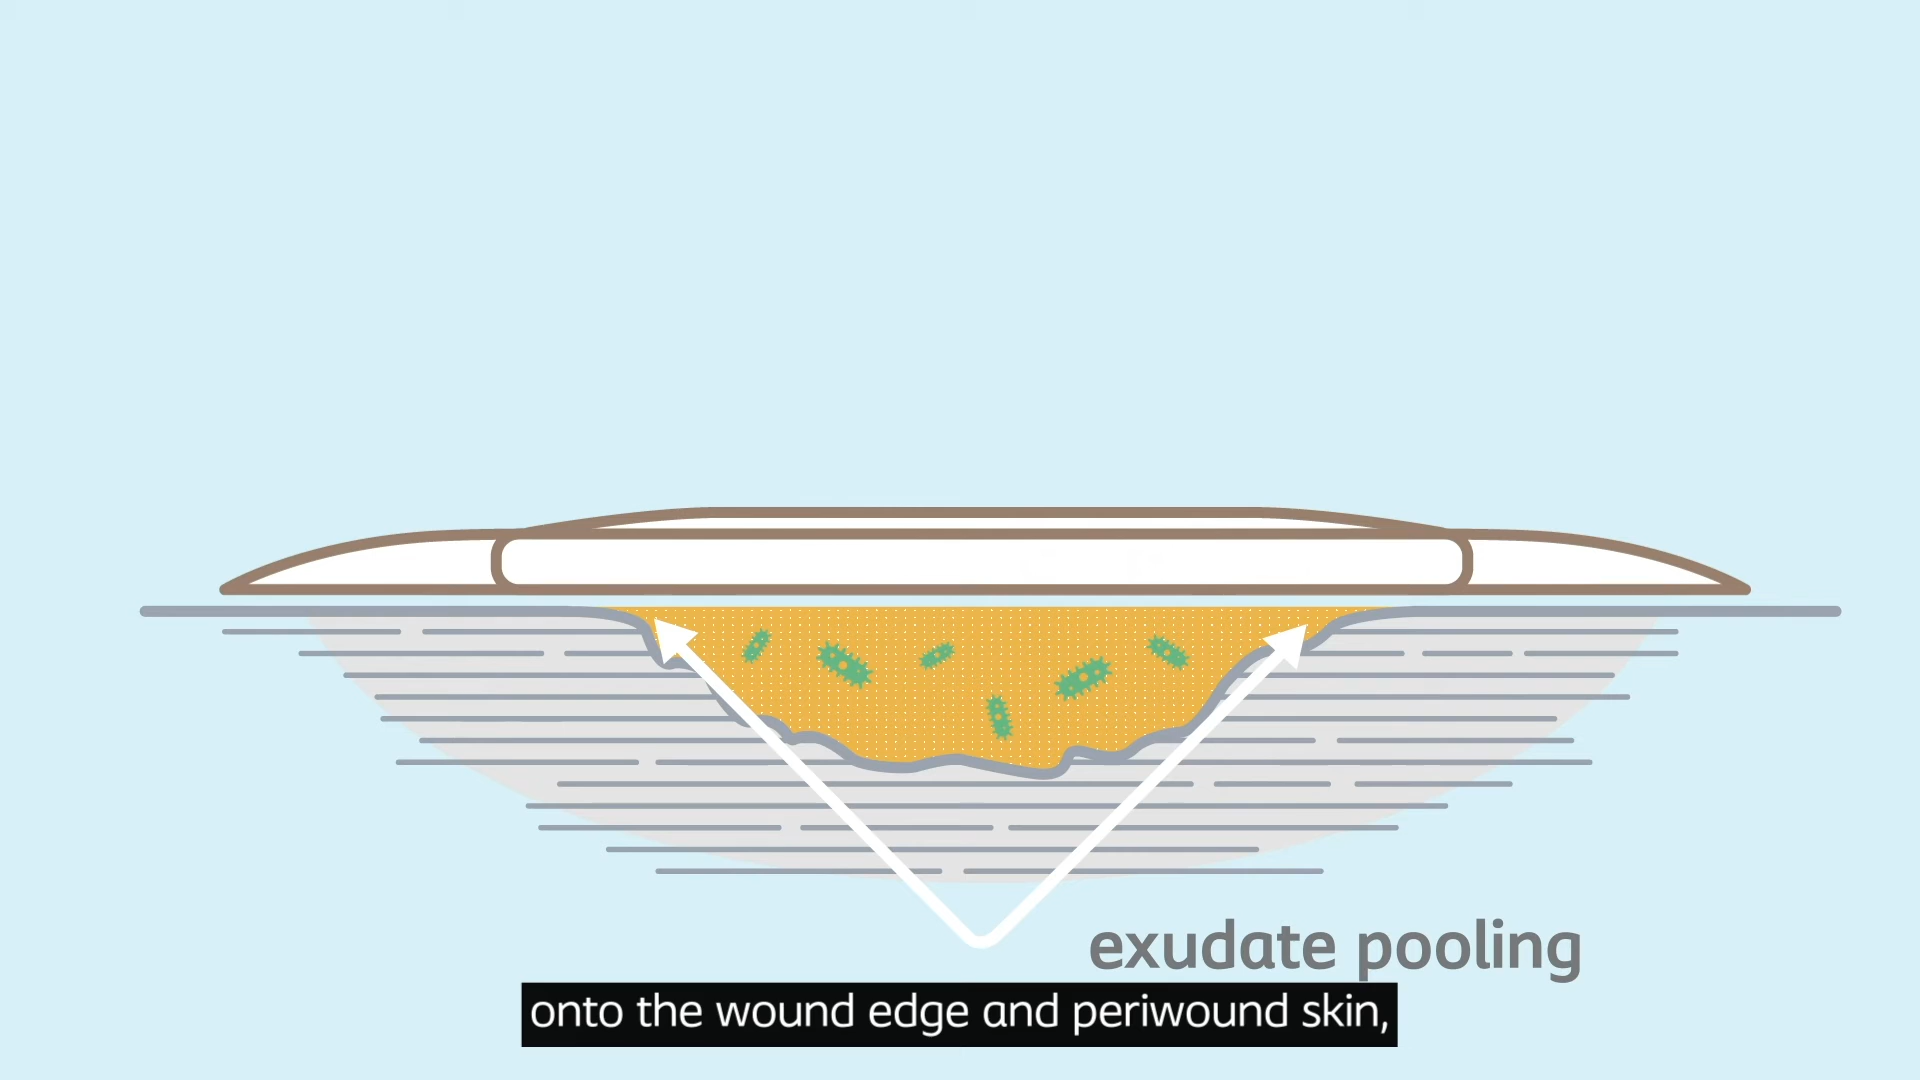 exudate pooling
onto the wound edge and periwound skin,